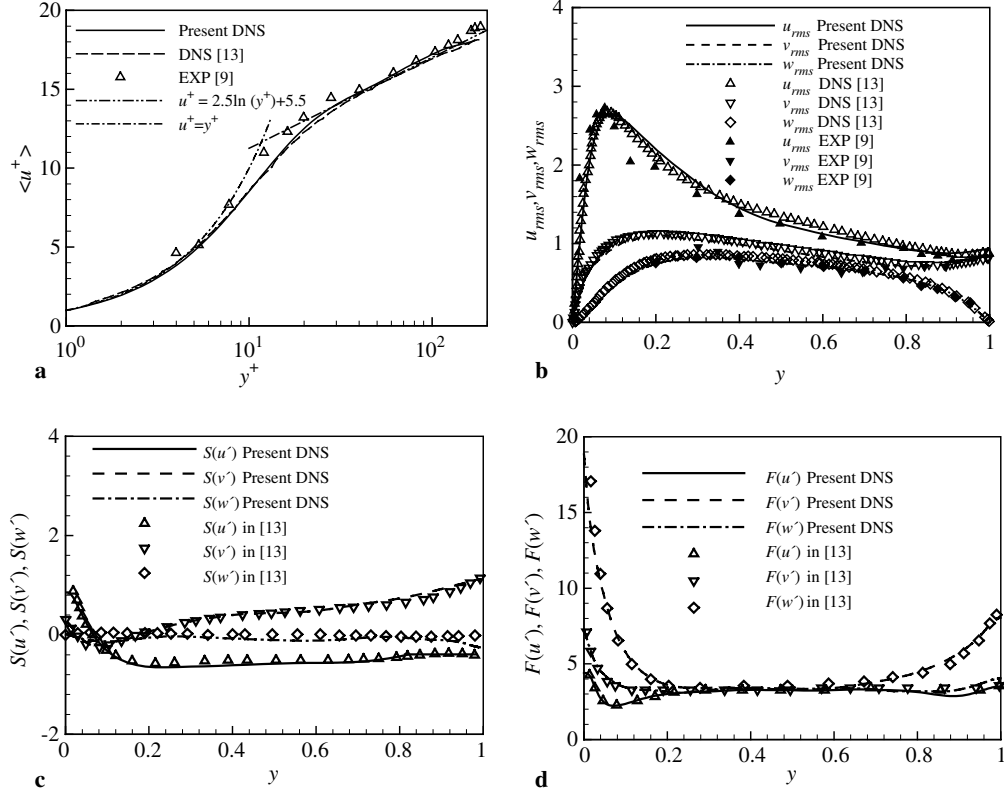 20
15
10
5
0
<u⁺>
10⁰
10¹
10²
y⁺
Present DNS
DNS [13]
EXP [9]
u⁺ = 2.5ln (y⁺)+5.5
u⁺=y⁺
a
4
3
2
1
0
u_rms, v_rms, w_rms
0
0.2
0.4
0.6
0.8
1
y
u_rms Present DNS
v_rms Present DNS
w_rms Present DNS
u_rms DNS [13]
v_rms DNS [13]
w_rms DNS [13]
u_rms EXP [9]
v_rms EXP [9]
w_rms EXP [9]
b
4
2
0
-2
S(u´), S(v´), S(w´)
0
0.2
0.4
0.6
0.8
1
y
S(u´) Present DNS
S(v´) Present DNS
S(w´) Present DNS
S(u´) in [13]
S(v´) in [13]
S(w´) in [13]
c
20
15
10
5
0
F(u´), F(v´), F(w´)
0
0.2
0.4
0.6
0.8
1
y
F(u´) Present DNS
F(v´) Present DNS
F(w´) Present DNS
F(u´) in [13]
F(v´) in [13]
F(w´) in [13]
d